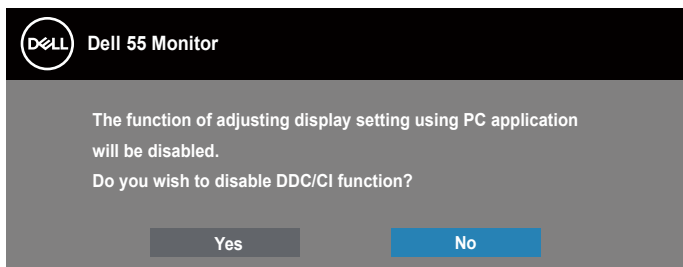 DELL
Dell 55 Monitor
The function of adjusting display setting using PC application
will be disabled.
Do you wish to disable DDC/CI function?
Yes
No